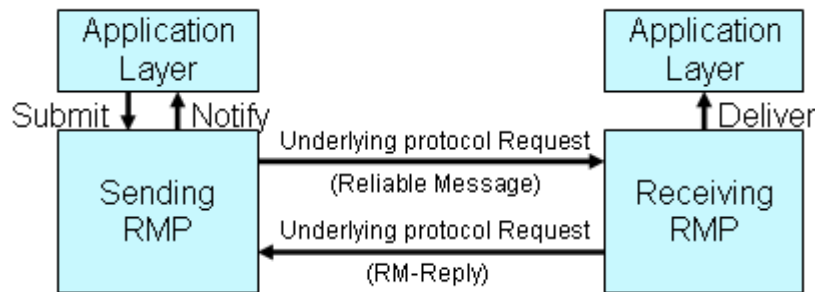 Application
Layer
Application
Layer
Submit
Notify
Deliver
Underlying protocol Request
(Reliable Message)
Sending
RMP
Receiving
RMP
Underlying protocol Request
(RM-Reply)